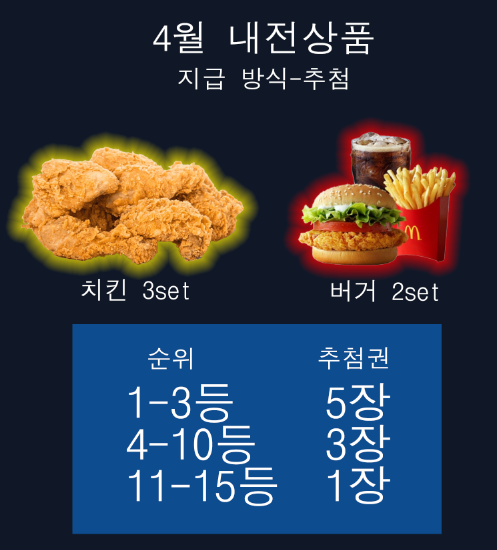 4월 내전상품
지급 방식-추첨
치킨 3set
버거 2set
순위 추첨권
1-3등 5장
4-10등 3장
11-15등 1장